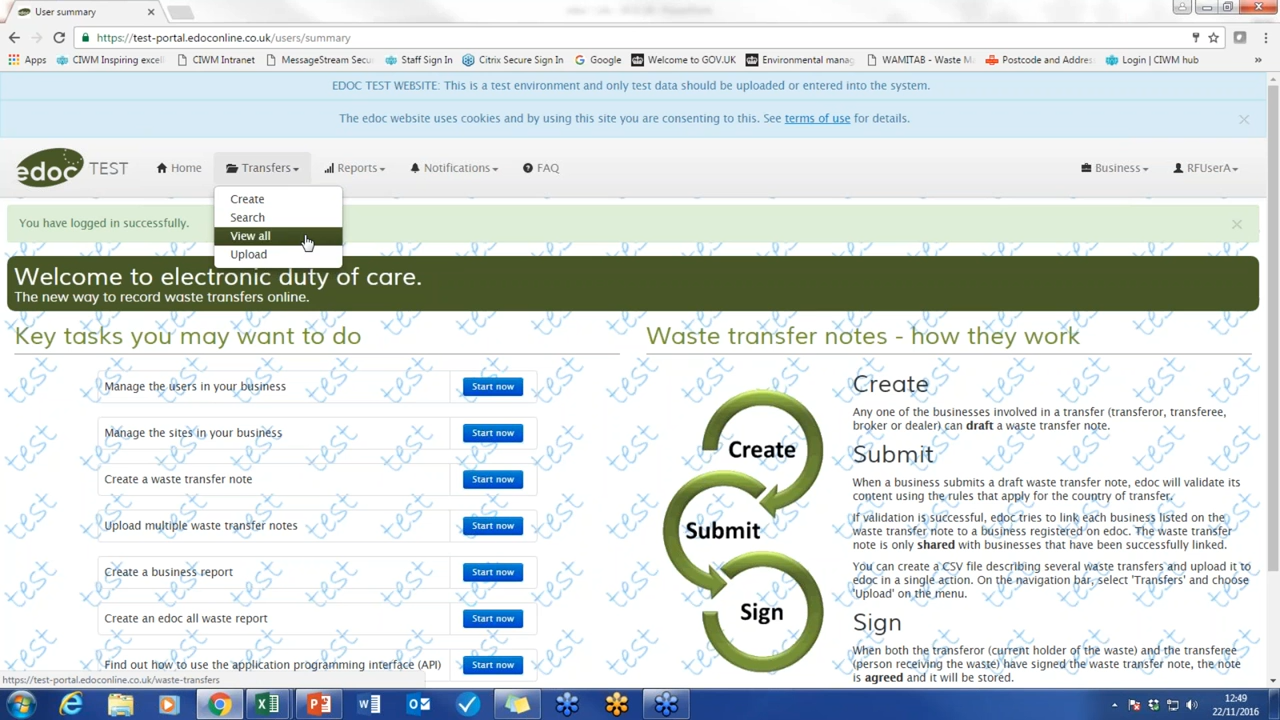 User summary
https://test-portal.edoconline.co.uk/users/summary
Apps CIWM Inspiring excell CIWM Intranet MessageStream Secu Staff Sign In Citrix Secure Sign In Google Welcome to GOV.UK Environmental manag WAMITAB - Waste M Postcode and Addres Login | CIWM hub »
EDOC TEST WEBSITE: This is a test environment and only test data should be uploaded or entered into the system.
The edoc website uses cookies and by using this site you are consenting to this. See terms of use for details.
edoc TEST Home Transfers Reports Notifications FAQ Business RFUserA
Create
Search
View all
Upload
You have logged in successfully.
Welcome to electronic duty of care.
The new way to record waste transfers online.
Key tasks you may want to do
Manage the users in your business Start now
Manage the sites in your business Start now
Create a waste transfer note Start now
Upload multiple waste transfer notes Start now
Create a business report Start now
Create an edoc all waste report Start now
Find out how to use the application programming interface (API) Start now
Waste transfer notes - how they work
Create
Submit
Sign
Create
Any one of the businesses involved in a transfer (transferor, transferee,
broker or dealer) can draft a waste transfer note.
Submit
When a business submits a draft waste transfer note, edoc will validate its
content using the rules that apply for the country of transfer.
If validation is successful, edoc tries to link each business listed on the
waste transfer note to a business registered on edoc. The waste transfer
note is only shared with businesses that have been successfully linked.
You can create a CSV file describing several waste transfers and upload it to
edoc in a single action. On the navigation bar, select 'Transfers' and choose
'Upload' on the menu.
Sign
When both the transferor (current holder of the waste) and the transferee
(person receiving the waste) have signed the waste transfer note, the note
is agreed and it will be stored.
https://test-portal.edoconline.co.uk/waste-transfers
12:49
22/11/2016